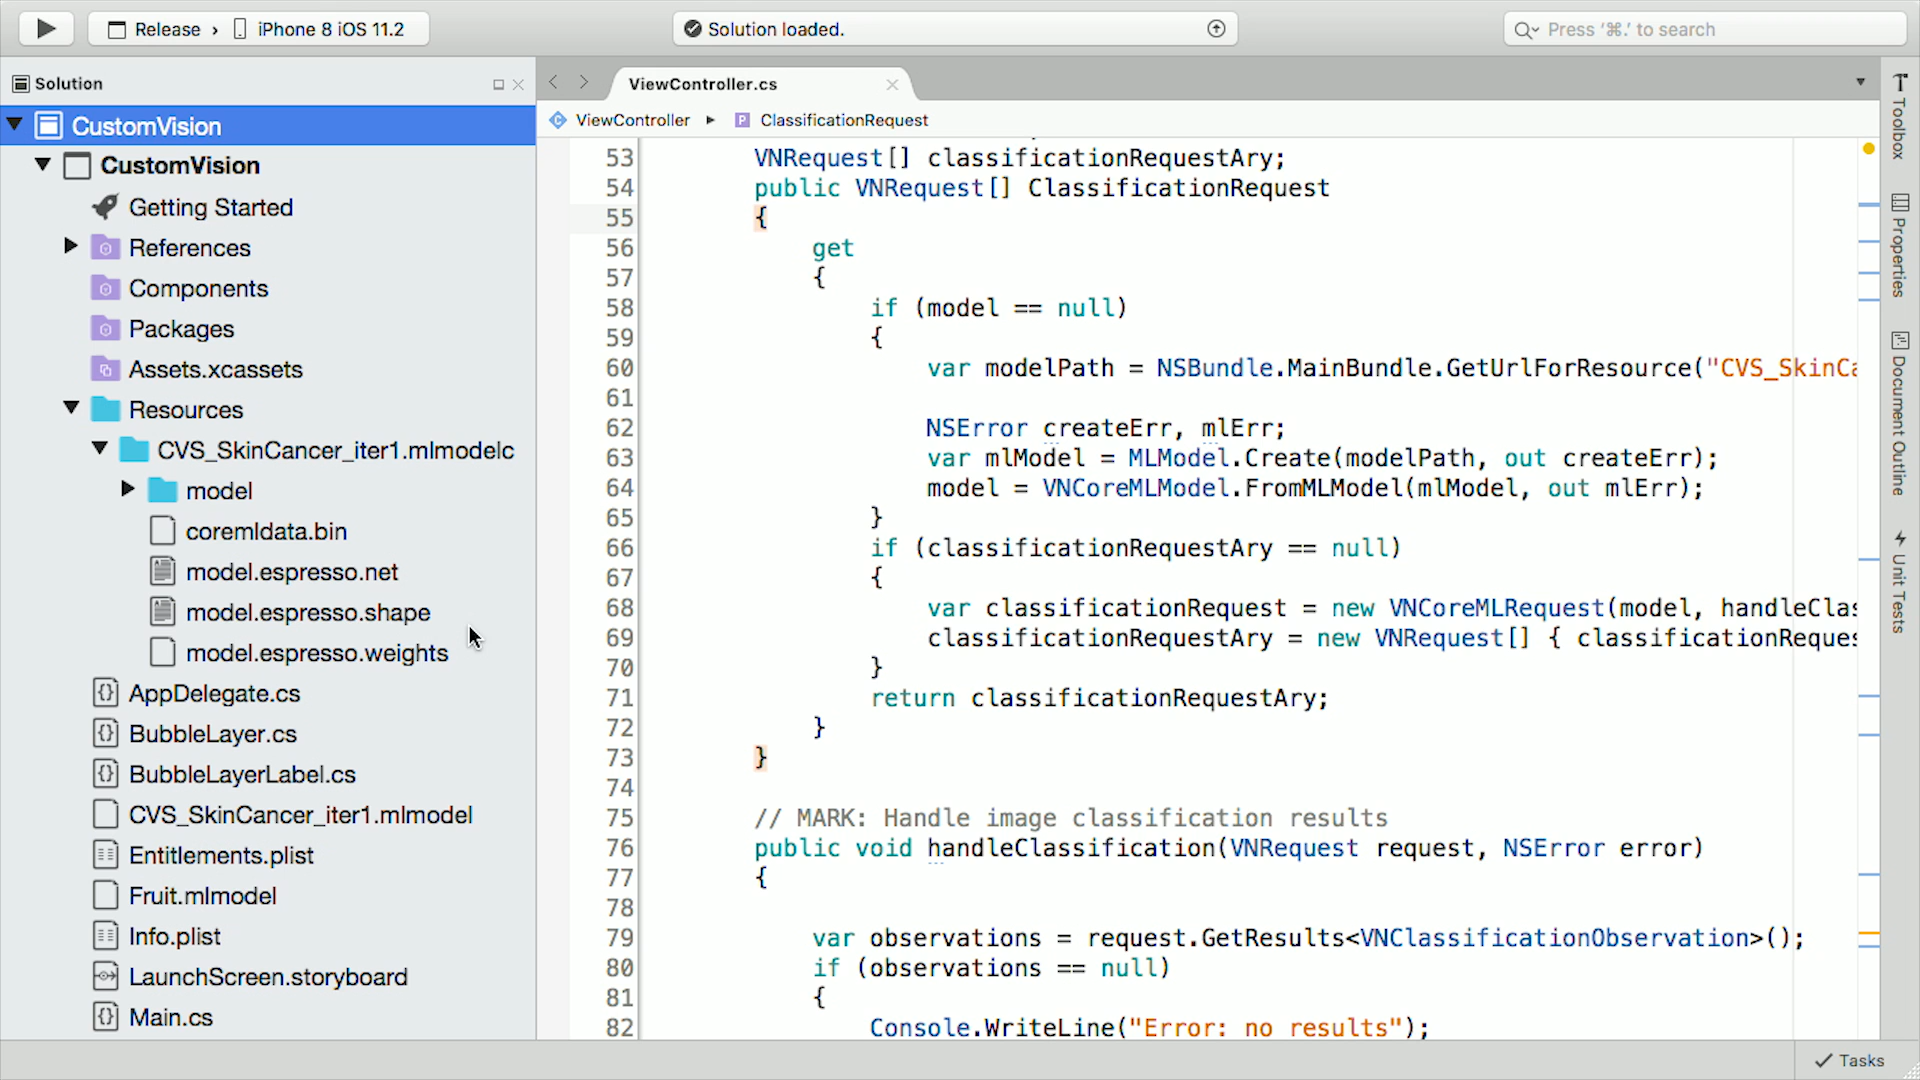 Release › iPhone 8 iOS 11.2
Solution loaded.
Press ‘⌘.’ to search
Solution
CustomVision
CustomVision
Getting Started
References
Components
Packages
Assets.xcassets
Resources
CVS_SkinCancer_iter1.mlmodelc
model
coremldata.bin
model.espresso.net
model.espresso.shape
model.espresso.weights
AppDelegate.cs
BubbleLayer.cs
BubbleLayerLabel.cs
CVS_SkinCancer_iter1.mlmodel
Entitlements.plist
Fruit.mlmodel
Info.plist
LaunchScreen.storyboard
Main.cs
ViewController.cs
ViewController ▸ P ClassificationRequest
53 VNRequest[] classificationRequestAry;
54 public VNRequest[] ClassificationRequest
55 {
56 get
57 {
58 if (model == null)
59 {
60 var modelPath = NSBundle.MainBundle.GetUrlForResource("CVS_SkinCa
61
62 NSError createErr, mlErr;
63 var mlModel = MLModel.Create(modelPath, out createErr);
64 model = VNCoreMLModel.FromMLModel(mlModel, out mlErr);
65 }
66 if (classificationRequestAry == null)
67 {
68 var classificationRequest = new VNCoreMLRequest(model, handleClas
69 classificationRequestAry = new VNRequest[] { classificationReques
70 }
71 return classificationRequestAry;
72 }
73 }
74
75 // MARK: Handle image classification results
76 public void handleClassification(VNRequest request, NSError error)
77 {
78
79 var observations = request.GetResults<VNClassificationObservation>();
80 if (observations == null)
81 {
82 Console.WriteLine("Error: no results");
Toolbox
Properties
Document Outline
Unit Tests
Tasks